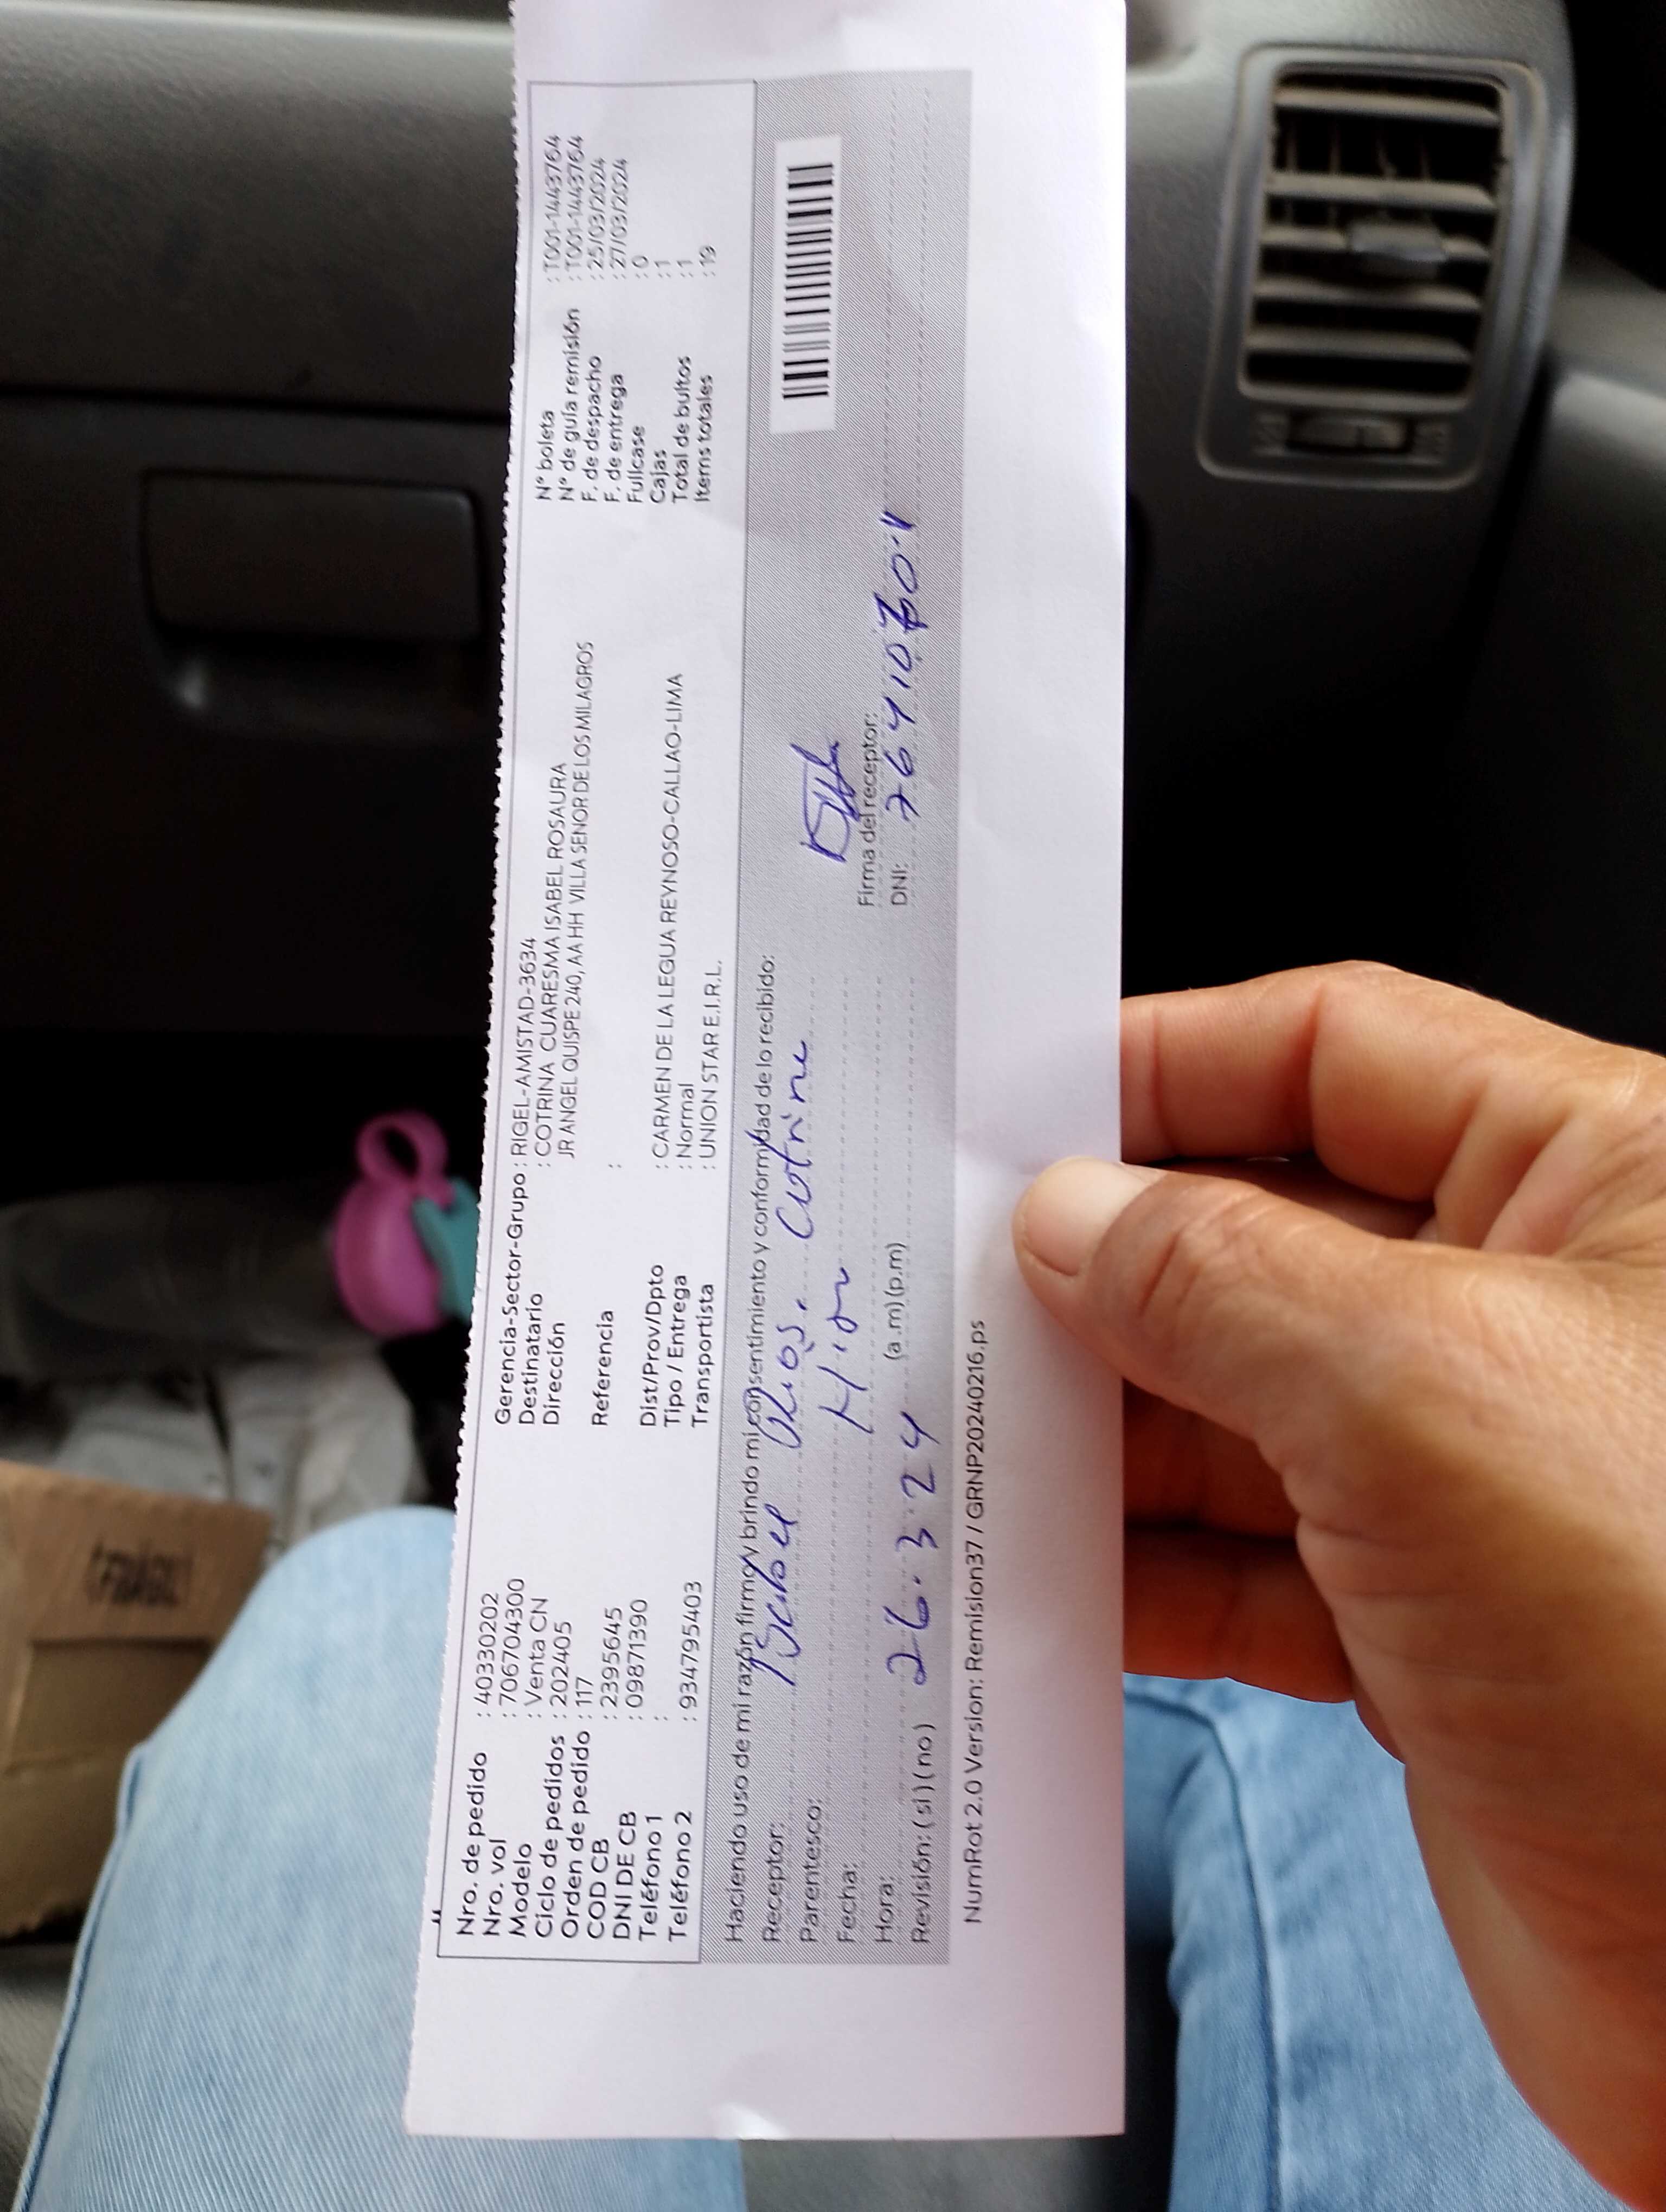 Nro. de pedido : 40330202
Nro. vol : 706704300
Modelo : Venta CN
Ciclo de pedidos : 202405
Orden de pedido : 117
COD CB : 2395645
DNI DE CB : 09871390
Teléfono 1 :
Teléfono 2 : 934795403
Gerencia-Sector-Grupo : RIGEL-AMISTAD-3634
Destinatario : COTRINA CUARESMA ISABEL ROSAURA
Dirección JR ANGEL QUISPE 240, AA HH VILLA SENOR DE LOS MILAGROS
Referencia :
Dist/Prov/Dpto : CARMEN DE LA LEGUA REYNOSO-CALLAO-LIMA
Tipo / Entrega : Normal
Transportista : UNION STAR E.I.R.L.
N° boleta : T001-1443764
N° de guía remisión : T001-1443764
F. de despacho : 25/03/2024
F. de entrega : 27/03/2024
Fullcase : 0
Cajas : 1
Total de bultos : 1
Items totales : 19
Haciendo uso de mi razón firmo y brindo mi consentimiento y conformidad de lo recibido:
Receptor:
Parentesco:
Fecha:
Hora: 26.3.24 (a.m)(p.m)
Revisión: (si)(no)
Firma del receptor:
DNI:
NumRot 2.0 Version: Remision37 / GRNP20240216.ps